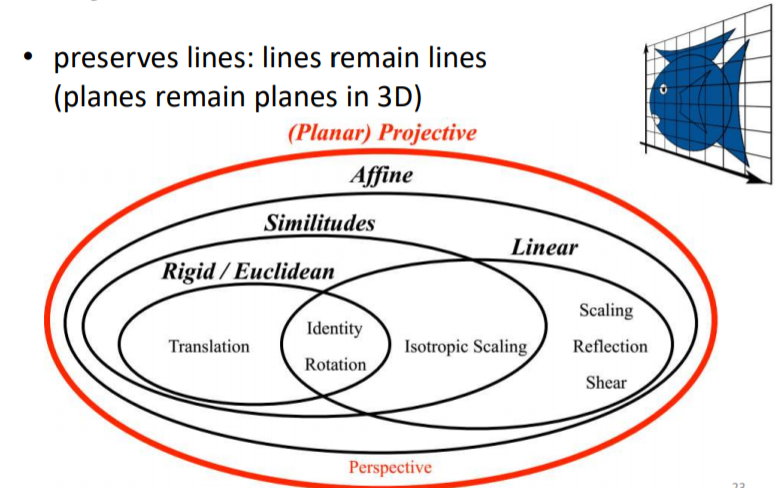 • preserves lines: lines remain lines
(planes remain planes in 3D)
(Planar) Projective
Affine
Similitudes
Linear
Rigid / Euclidean
Scaling
Identity
Translation
Isotropic Scaling
Reflection
Rotation
Shear
Perspective